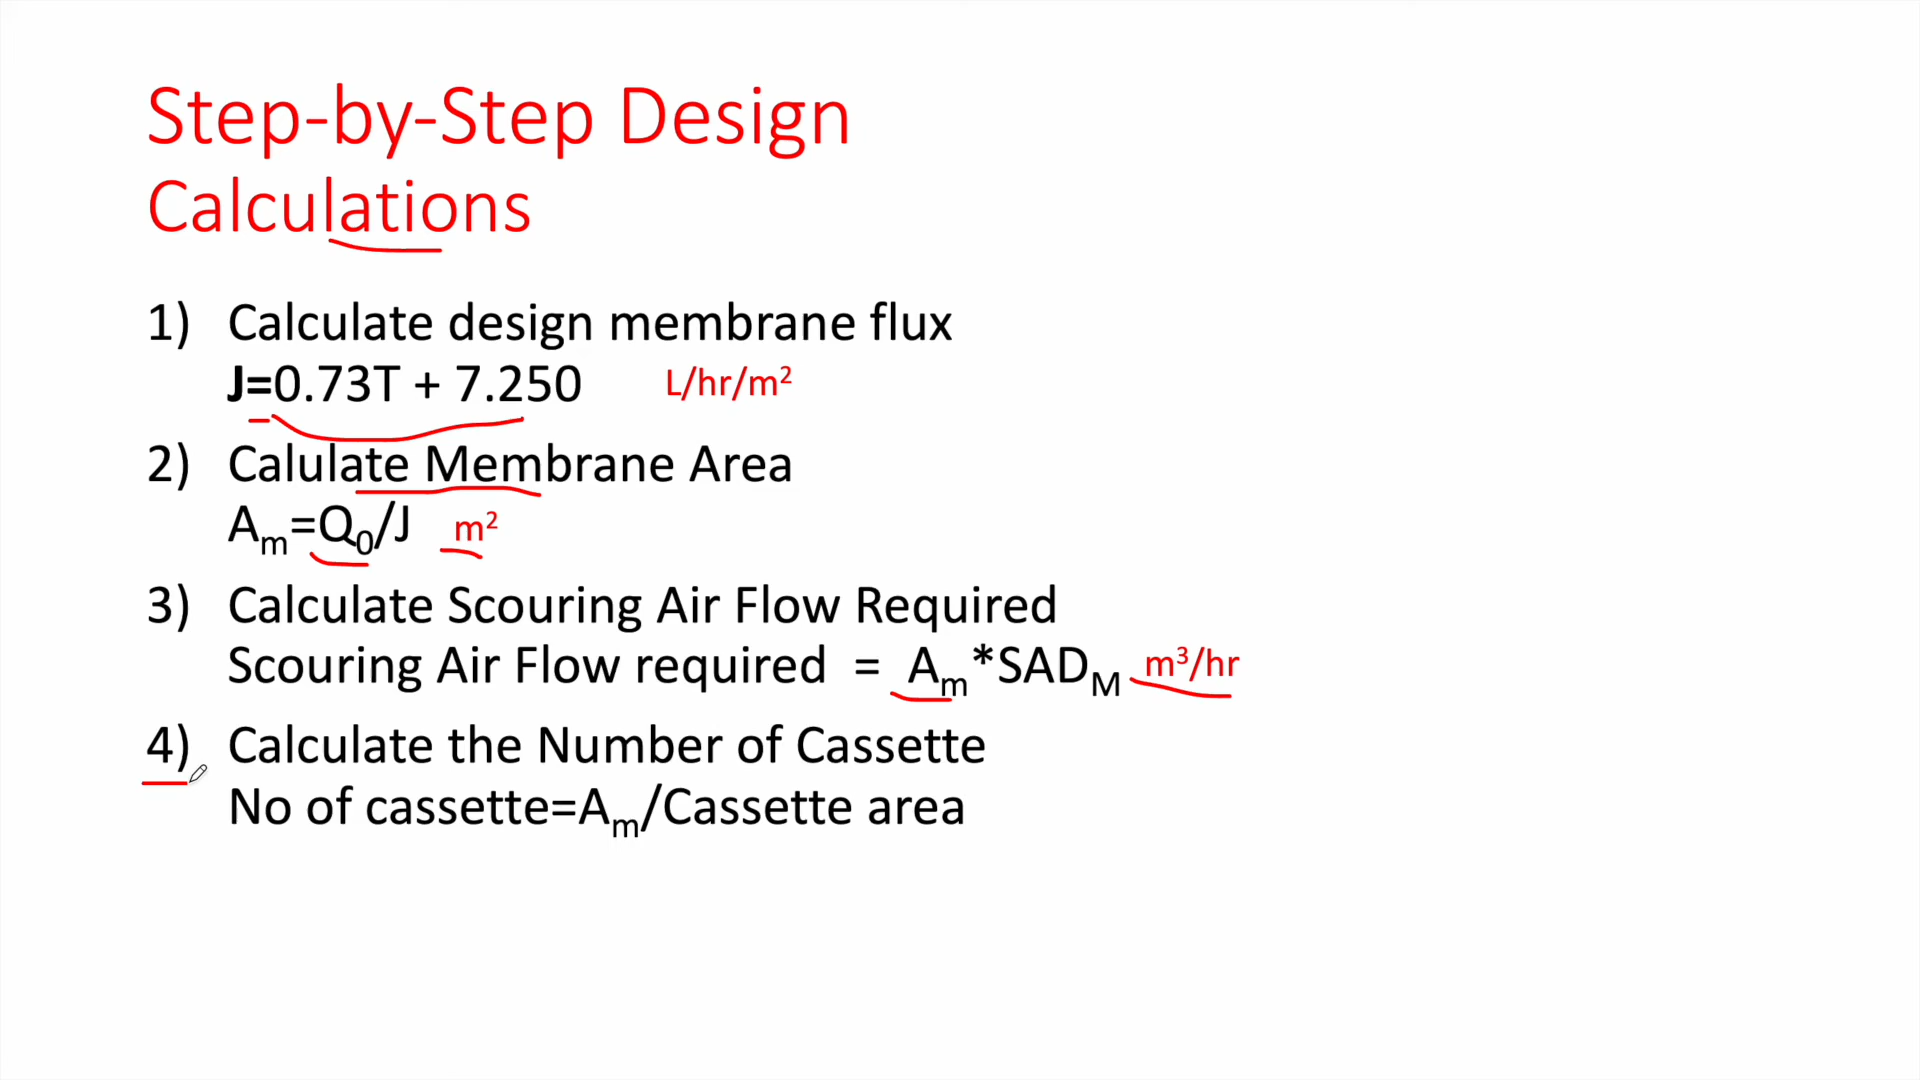 Step-by-Step Design
Calculations
1) Calculate design membrane flux
J=0.73T + 7.250 L/hr/m²
2) Calulate Membrane Area
Aₘ=Q₀/J m²
3) Calculate Scouring Air Flow Required
Scouring Air Flow required = Aₘ*SAD_M m³/hr
4) Calculate the Number of Cassette
No of cassette=Aₘ/Cassette area